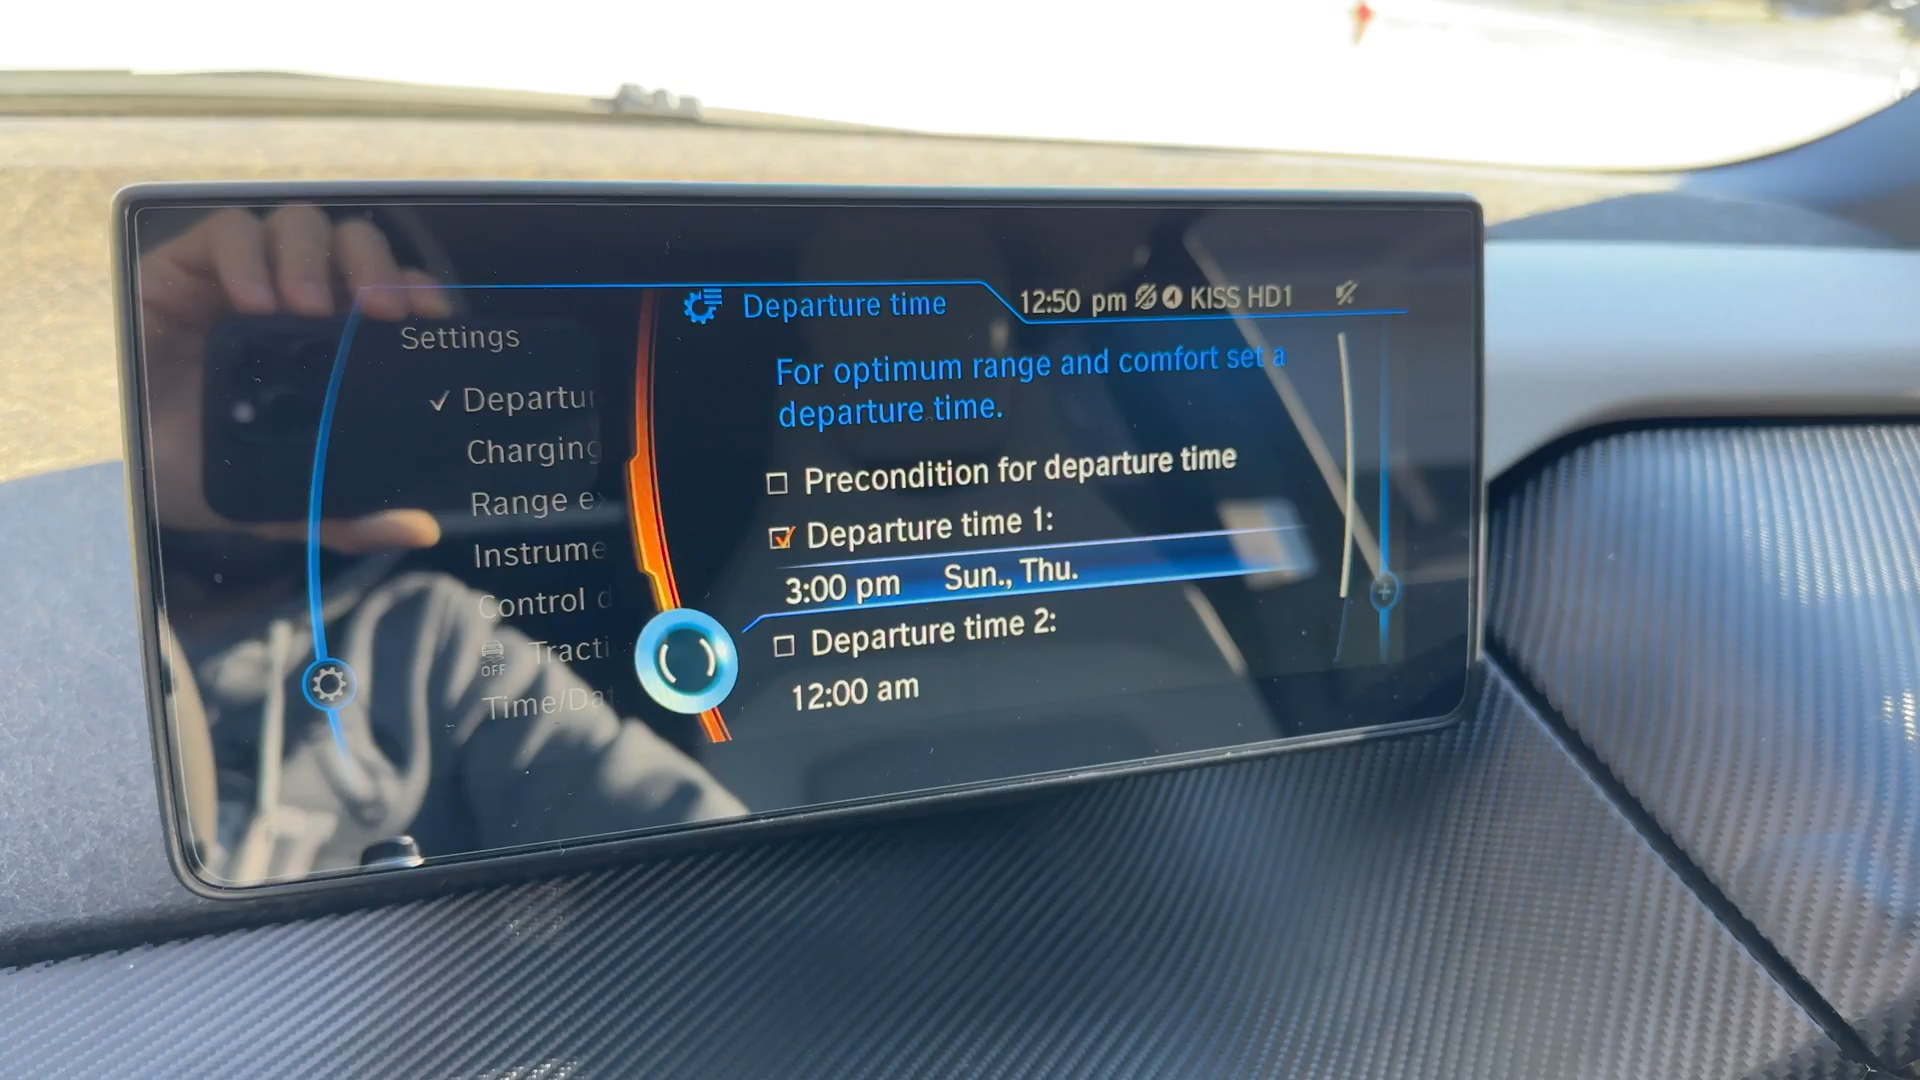 Settings
✓ Departur
Charging
Range e
Instrume
Control d
OFF Tracti
Time/Dat
Departure time
12:50 pm KISS HD1
For optimum range and comfort set a
departure time.
Precondition for departure time
Departure time 1:
3:00 pm Sun., Thu.
Departure time 2:
12:00 am